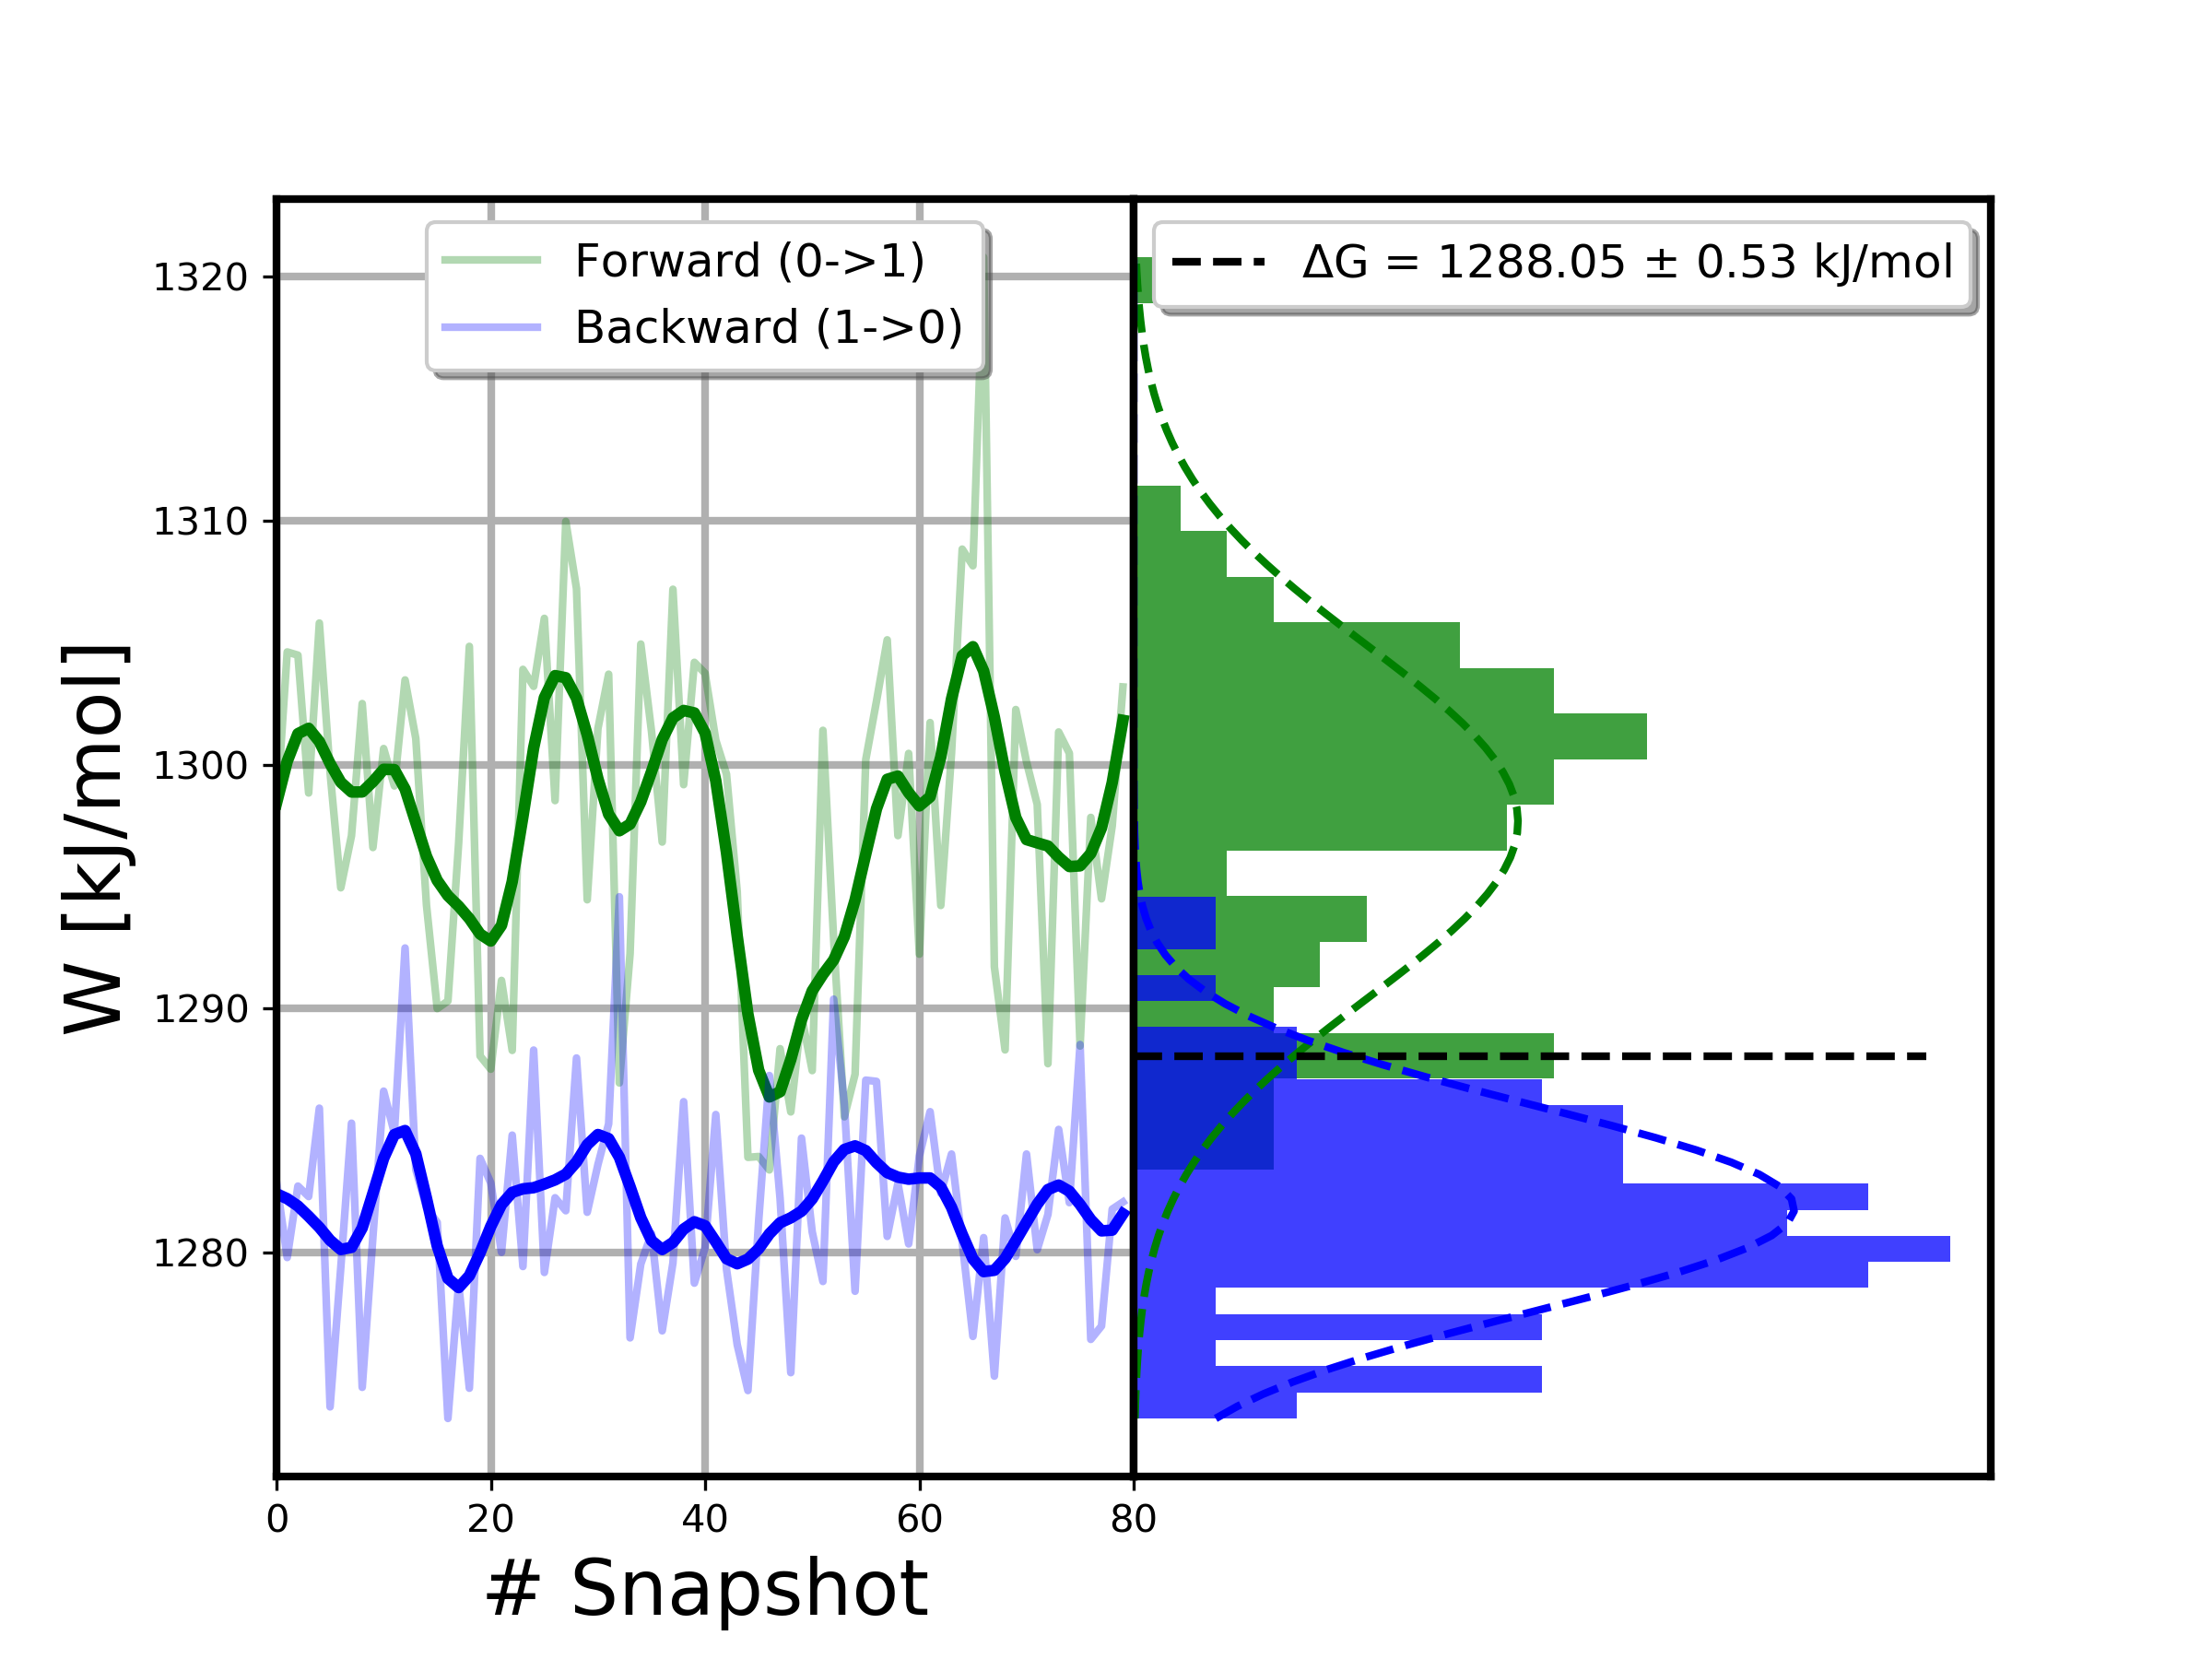 Forward (0->1)
Backward (1->0)
ΔG = 1288.05 ± 0.53 kJ/mol
W [kJ/mol]
1320
1310
1300
1290
1280
0 20 40 60 80
# Snapshot